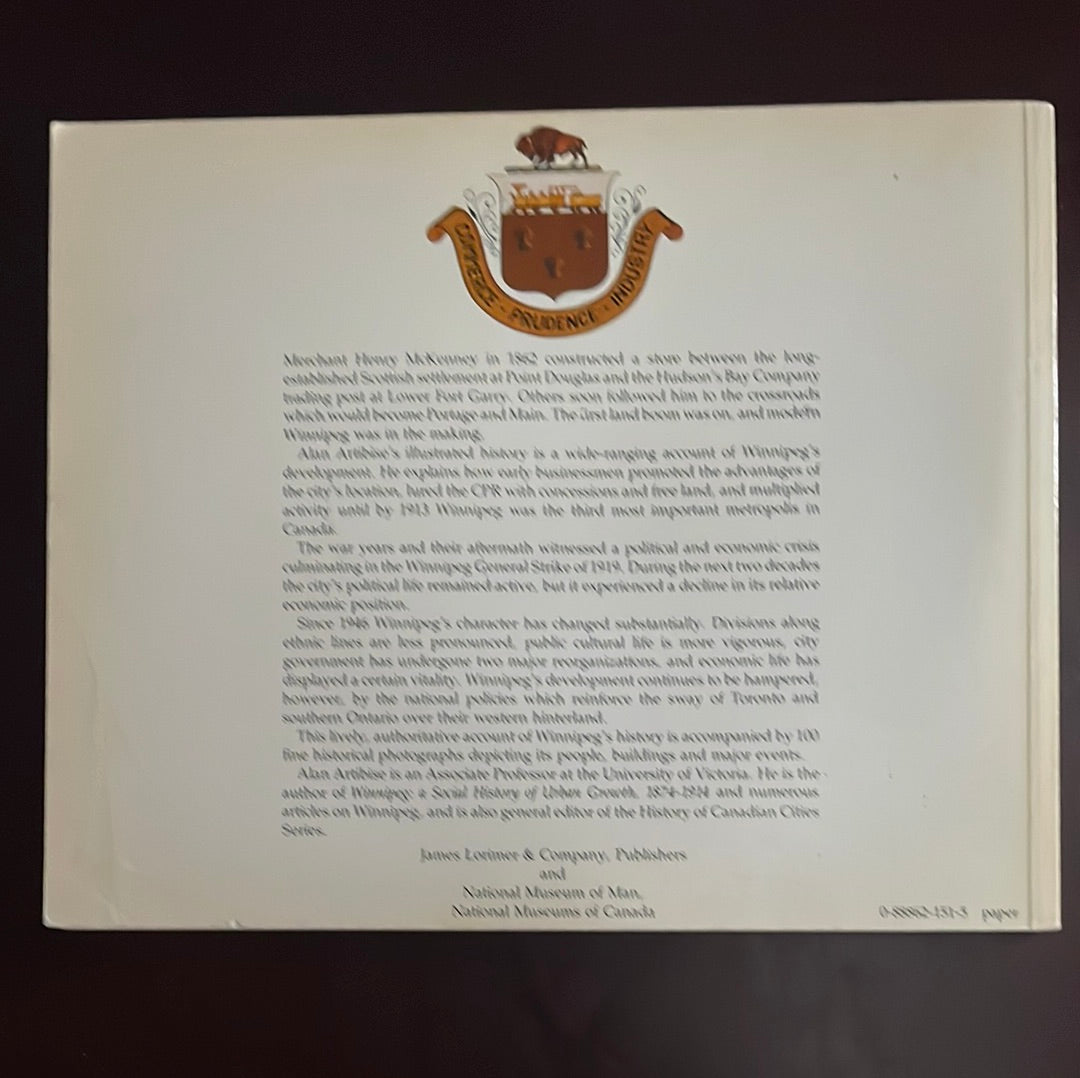 COMMERCE - PRUDENCE - INDUSTRY
Merchant Henry McKenney in 1862 constructed a store between the long-
established Scottish settlement at Point Douglas and the Hudson's Bay Company
trading post at Lower Fort Garry. Others soon followed him to the crossroads
which would become Portage and Main. The first land boom was on, and modern
Winnipeg was in the making.
Alan Artibise's illustrated history is a wide-ranging account of Winnipeg's
development. He explains how early businessmen promoted the advantages of
the city's location, lured the CPR with concessions and free land, and multiplied
activity until by 1913 Winnipeg was the third most important metropolis in
Canada.
The war years and their aftermath witnessed a political and economic crisis
culminating in the Winnipeg General Strike of 1919. During the next two decades
the city's political life remained active, but it experienced a decline in its relative
economic position.
Since 1946 Winnipeg's character has changed substantially. Divisions along
ethnic lines are less pronounced, public cultural life is more vigorous, city
government has undergone two major reorganizations, and economic life has
displayed a certain vitality. Winnipeg's development continues to be hampered,
however, by the national policies which reinforce the sway of Toronto and
southern Ontario over their western hinterland.
This lively, authoritative account of Winnipeg's history is accompanied by 100
fine historical photographs depicting its people, buildings and major events.
Alan Artibise is an Associate Professor at the University of Victoria. He is the
author of Winnipeg: a Social History of Urban Growth, 1874-1914 and numerous
articles on Winnipeg, and is also general editor of the History of Canadian Cities
Series.
James Lorimer & Company, Publishers
and
National Museum of Man,
National Museums of Canada
0-88862-151-5 paper